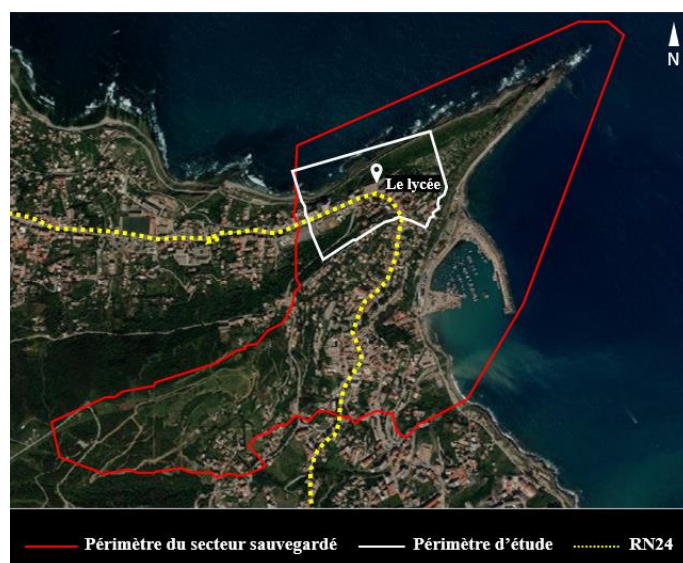 N
Le lycée
Périmètre du secteur sauvegardé
Périmètre d’étude
RN24